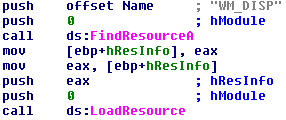 push    offset Name     ; "WM_DISP"
push    0               ; hModule
call    ds:FindResourceA
mov     [ebp+hResInfo], eax
mov     eax, [ebp+hResInfo]
push    eax             ; hResInfo
push    0               ; hModule
call    ds:LoadResource